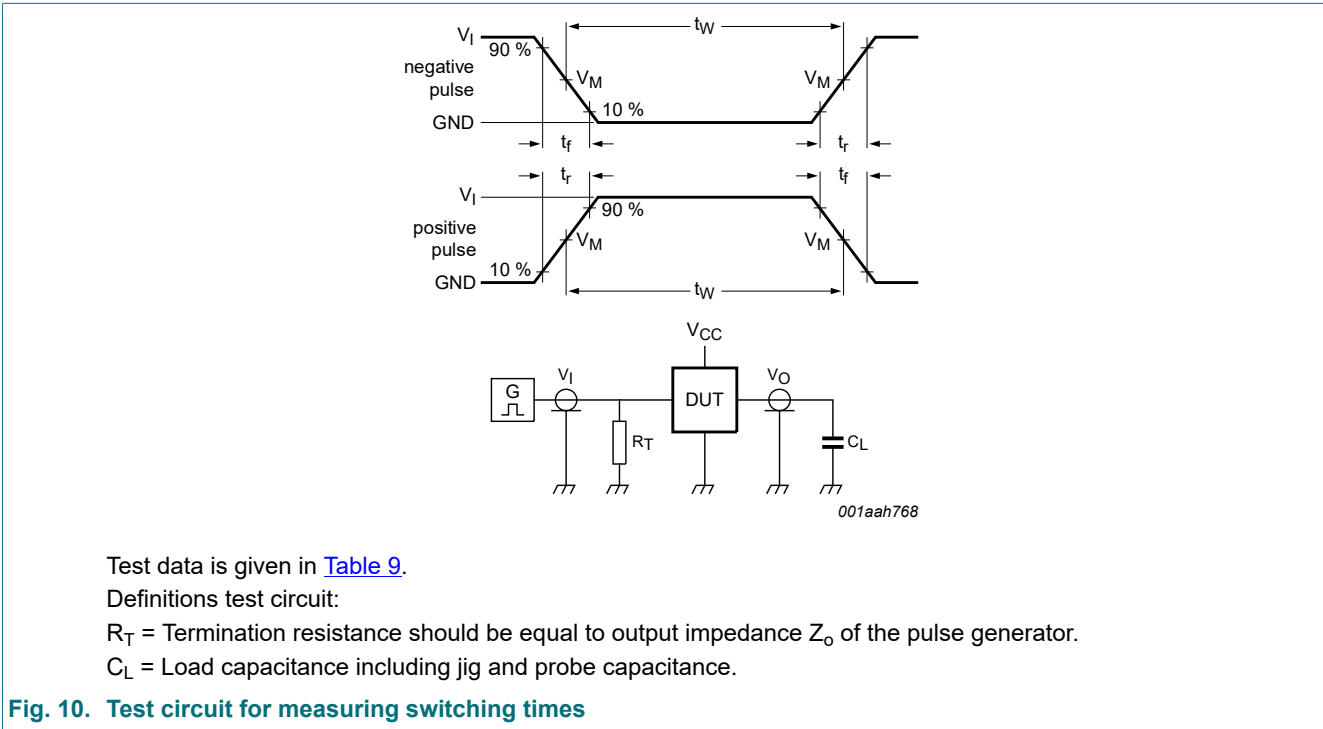 tW
VI
90 %
negative
pulse
VM
VM
10 %
GND
tf
tr
tr
tf
VI
90 %
positive
pulse
VM
VM
10 %
GND
tW
VCC
VI
VO
G
DUT
RT
CL
001aah768
Test data is given in Table 9.
Definitions test circuit:
RT = Termination resistance should be equal to output impedance Zo of the pulse generator.
CL = Load capacitance including jig and probe capacitance.
Fig. 10. Test circuit for measuring switching times